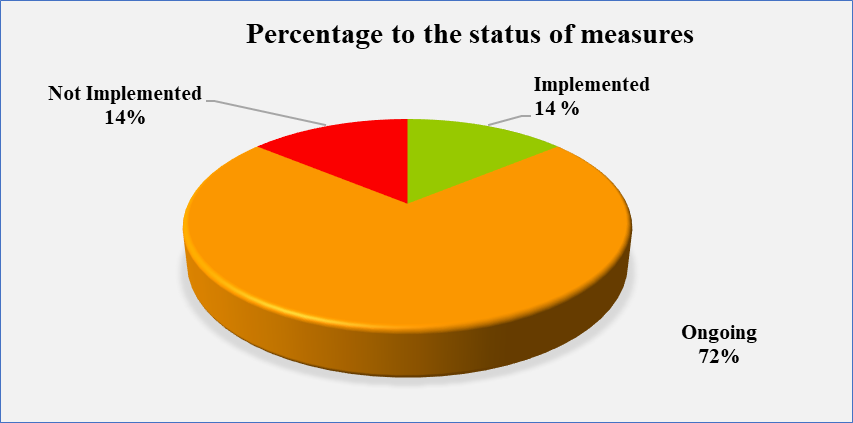 Percentage to the status of measures
Not Implemented
14%
Implemented
14 %
Ongoing
72%